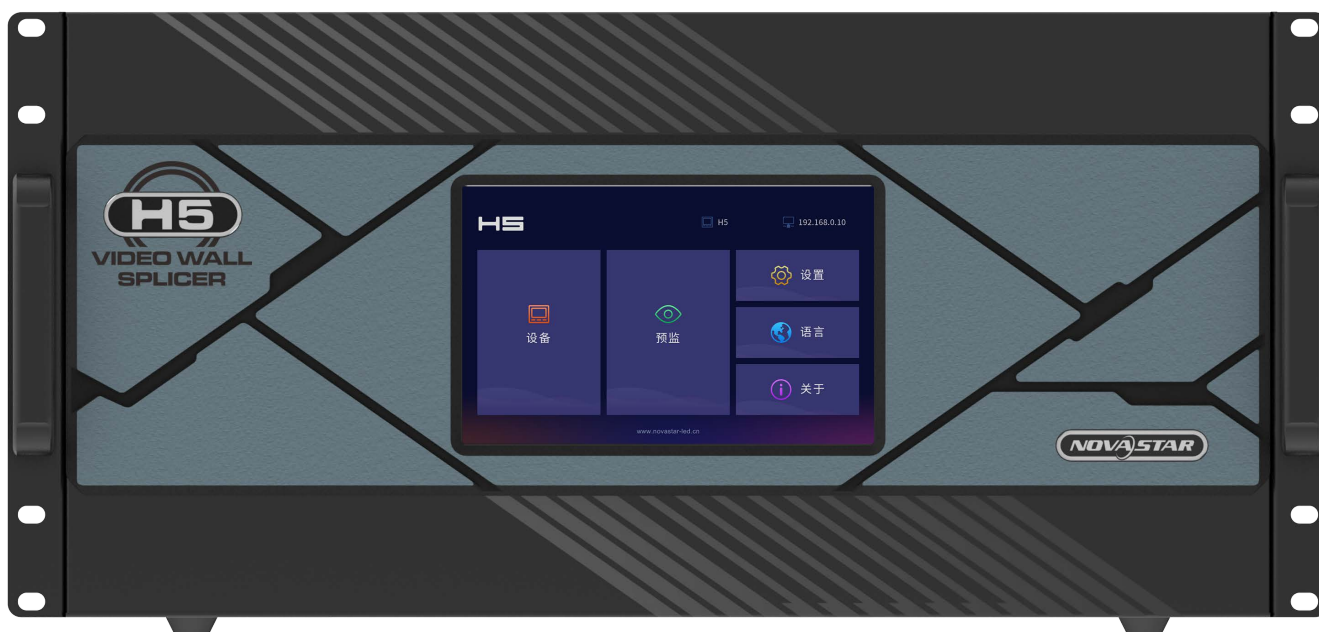 H5
VIDEO WALL
SPLICER
H5
H5
192.168.0.10
设备
预监
设置
语言
关于
www.novastar-led.cn
NOVASTAR